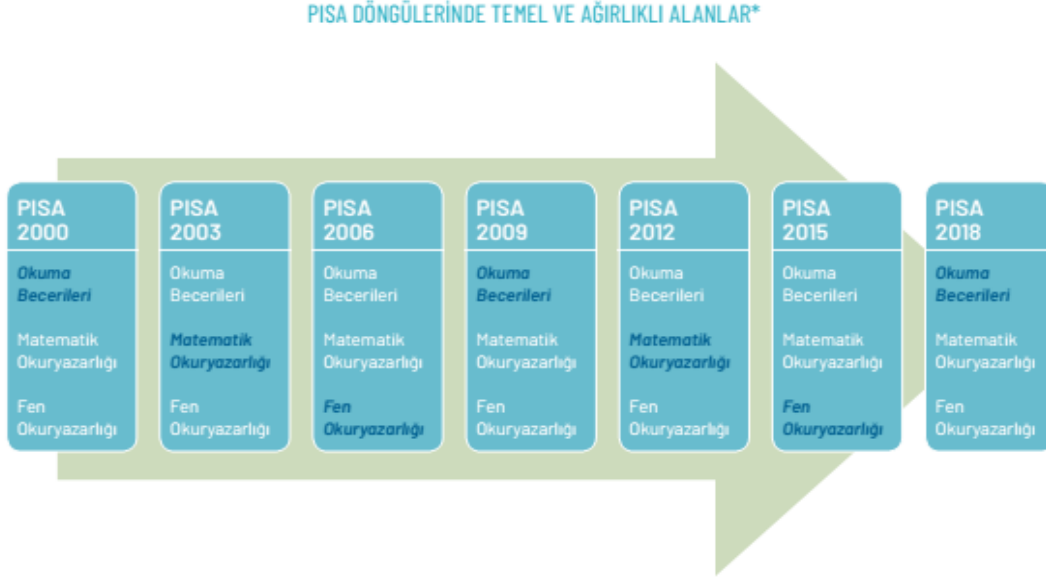 PISA DÖNGÜLERİNDE TEMEL VE AĞIRLIKLI ALANLAR*
PISA
2000
Okuma
Becerileri
Matematik
Okuryazarlığı
Fen
Okuryazarlığı
PISA
2003
Okuma
Becerileri
Matematik
Okuryazarlığı
Fen
Okuryazarlığı
PISA
2006
Okuma
Becerileri
Matematik
Okuryazarlığı
Fen
Okuryazarlığı
PISA
2009
Okuma
Becerileri
Matematik
Okuryazarlığı
Fen
Okuryazarlığı
PISA
2012
Okuma
Becerileri
Matematik
Okuryazarlığı
Fen
Okuryazarlığı
PISA
2015
Okuma
Becerileri
Matematik
Okuryazarlığı
Fen
Okuryazarlığı
PISA
2018
Okuma
Becerileri
Matematik
Okuryazarlığı
Fen
Okuryazarlığı